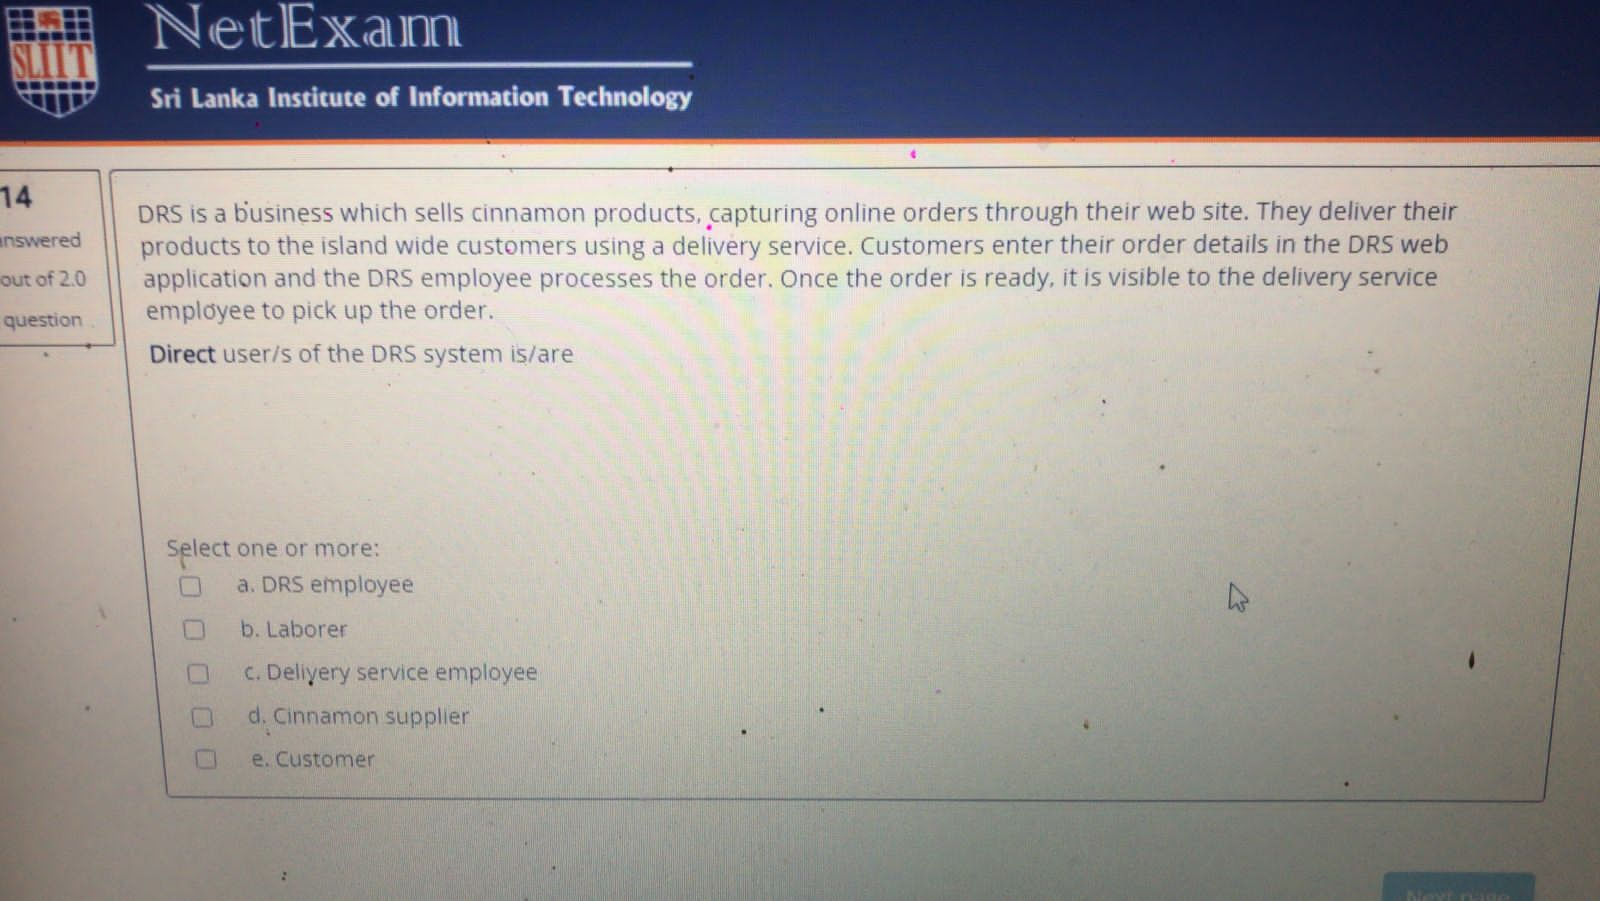 NetExam
SLIIT
Sri Lanka Institute of Information Technology
14
answered
out of 2.0
question
DRS is a business which sells cinnamon products, capturing online orders through their web site. They deliver their
products to the island wide customers using a delivery service. Customers enter their order details in the DRS web
application and the DRS employee processes the order. Once the order is ready, it is visible to the delivery service
employee to pick up the order.
Direct user/s of the DRS system is/are
Select one or more:
a. DRS employee
b. Laborer
c. Delivery service employee
d. Cinnamon supplier
e. Customer
Next page